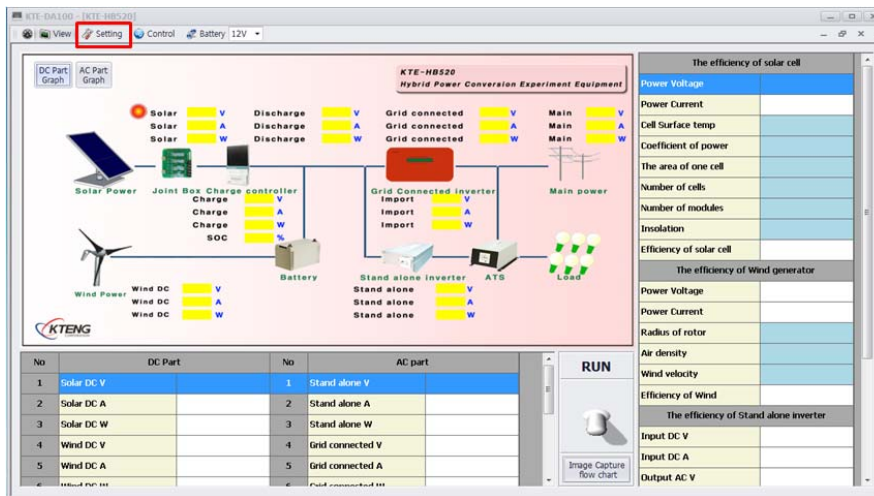 KTE-DA100 - [KTE-HB520]
View Setting Control Battery 12V
DC Part Graph
AC Part Graph
KTE-HB520
Hybrid Power Conversion Experiment Equipment
Solar V Discharge V Grid connected V Main V
Solar A Discharge A Grid connected A Main A
Solar W Discharge W Grid connected W Main W
Solar Power Joint Box Charge controller Grid Connected inverter Main power
Charge V Import V
Charge A Import A
Charge W Import W
SOC %
Battery Stand alone inverter ATS Load
Wind Power
Wind DC V Stand alone V
Wind DC A Stand alone A
Wind DC W Stand alone W
KTENG
No DC Part No AC part
1 Solar DC V 1 Stand alone V
2 Solar DC A 2 Stand alone A
3 Solar DC W 3 Stand alone W
4 Wind DC V 4 Grid connected V
5 Wind DC A 5 Grid connected A
6 Wind DC W 6 Grid connected W
RUN
Image Capture
flow chart
The efficiency of solar cell
Power Voltage
Power Current
Cell Surface temp
Coefficient of power
The area of one cell
Number of cells
Number of modules
Insolation
Efficiency of solar cell
The efficiency of Wind generator
Power Voltage
Power Current
Radius of rotor
Air density
Wind velocity
Efficiency of Wind
The efficiency of Stand alone inverter
Input DC V
Input DC A
Output AC V